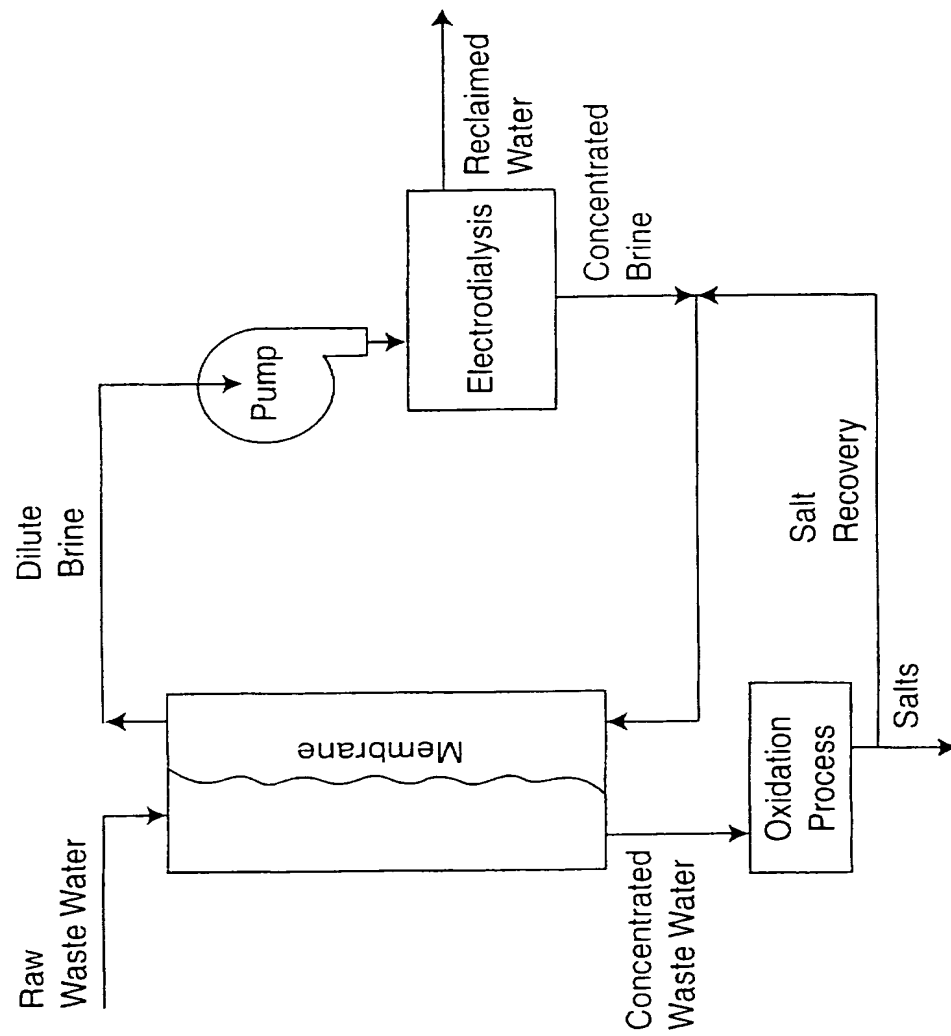 Raw
Waste Water
Dilute
Brine
Membrane
Pump
Electrodialysis
Reclaimed
Water
Concentrated
Brine
Concentrated
Waste Water
Oxidation
Process
Salt
Recovery
Salts